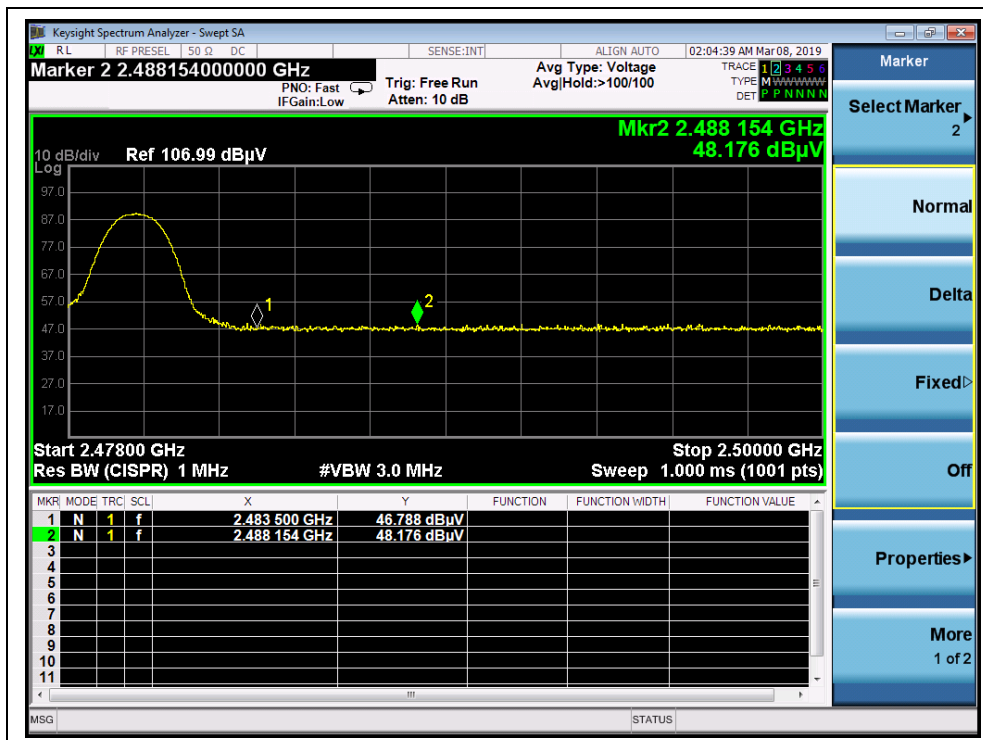 Keysight Spectrum Analyzer - Swept SA
LXI RL RF PRESEL 50 Ω DC SENSE:INT ALIGN AUTO 02:04:39 AM Mar 08, 2019
Marker 2 2.488154000000 GHz
PNO: Fast
IFGain:Low
Trig: Free Run
Atten: 10 dB
Avg Type: Voltage
Avg|Hold:>100/100
TRACE 1 2 3 4 5 6
TYPE M W W W W W
DET P P N N N N
Mkr2 2.488 154 GHz
48.176 dBµV
10 dB/div Ref 106.99 dBµV
Log
97.0
87.0
77.0
67.0
57.0
47.0
37.0
27.0
17.0
1
2
Start 2.47800 GHz Stop 2.50000 GHz
Res BW (CISPR) 1 MHz #VBW 3.0 MHz Sweep 1.000 ms (1001 pts)
MKR MODE TRC SCL X Y FUNCTION FUNCTION WIDTH FUNCTION VALUE
1 N 1 f 2.483 500 GHz 46.788 dBµV
2 N 1 f 2.488 154 GHz 48.176 dBµV
3
4
5
6
7
8
9
10
11
MSG STATUS
Marker
Select Marker
2
Normal
Delta
Fixed
Off
Properties
More
1 of 2